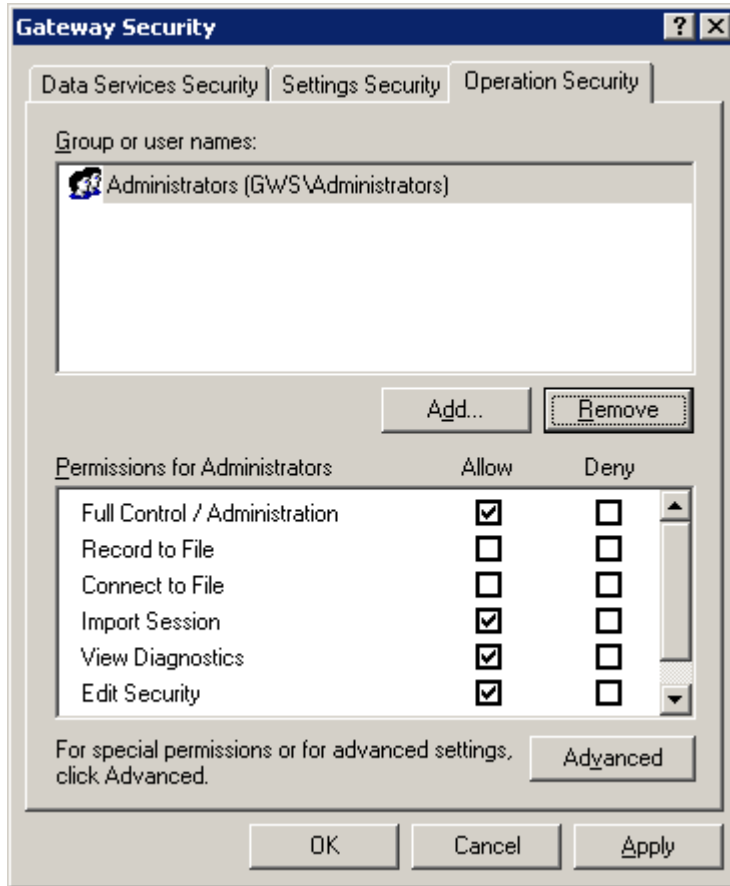 Gateway Security
Data Services Security Settings Security Operation Security
Group or user names:
Administrators (GWS\Administrators)
Add... Remove
Permissions for Administrators Allow Deny
Full Control / Administration
Record to File
Connect to File
Import Session
View Diagnostics
Edit Security
For special permissions or for advanced settings,
click Advanced.
Advanced
OK Cancel Apply